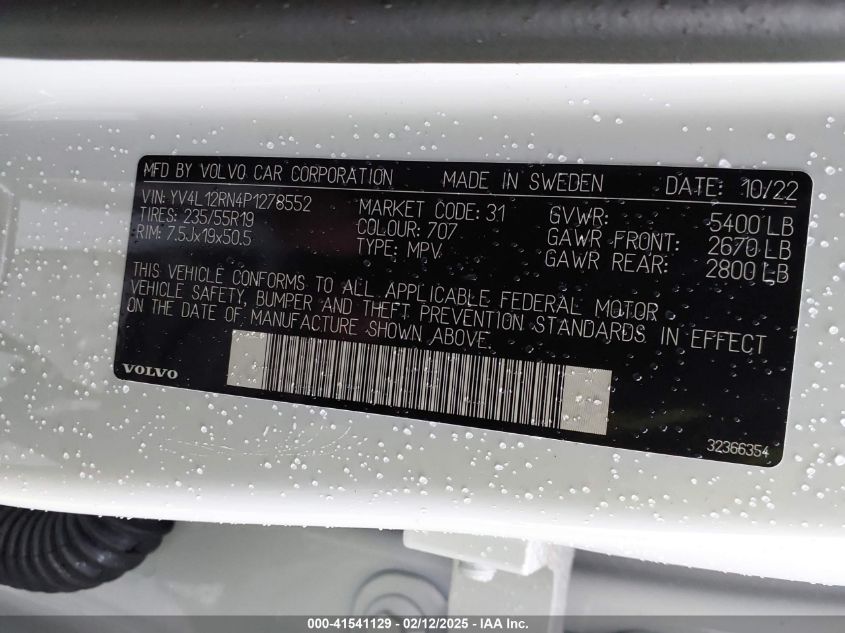 MFD BY VOLVO CAR CORPORATION MADE IN SWEDEN DATE: 10/22
VIN: YV4L12RN4P1278552 MARKET CODE: 31 GVWR: 5400 LB
TIRES: 235/55R19 COLOUR: 707 GAWR FRONT: 2670 LB
RIM: 7.5Jx19x50.5 TYPE: MPV GAWR REAR: 2800 LB
THIS VEHICLE CONFORMS TO ALL APPLICABLE FEDERAL MOTOR
VEHICLE SAFETY, BUMPER AND THEFT PREVENTION STANDARDS IN EFFECT
ON THE DATE OF MANUFACTURE SHOWN ABOVE.
VOLVO
32366354
000-41541129 - 02/12/2025 - © IAA Inc.